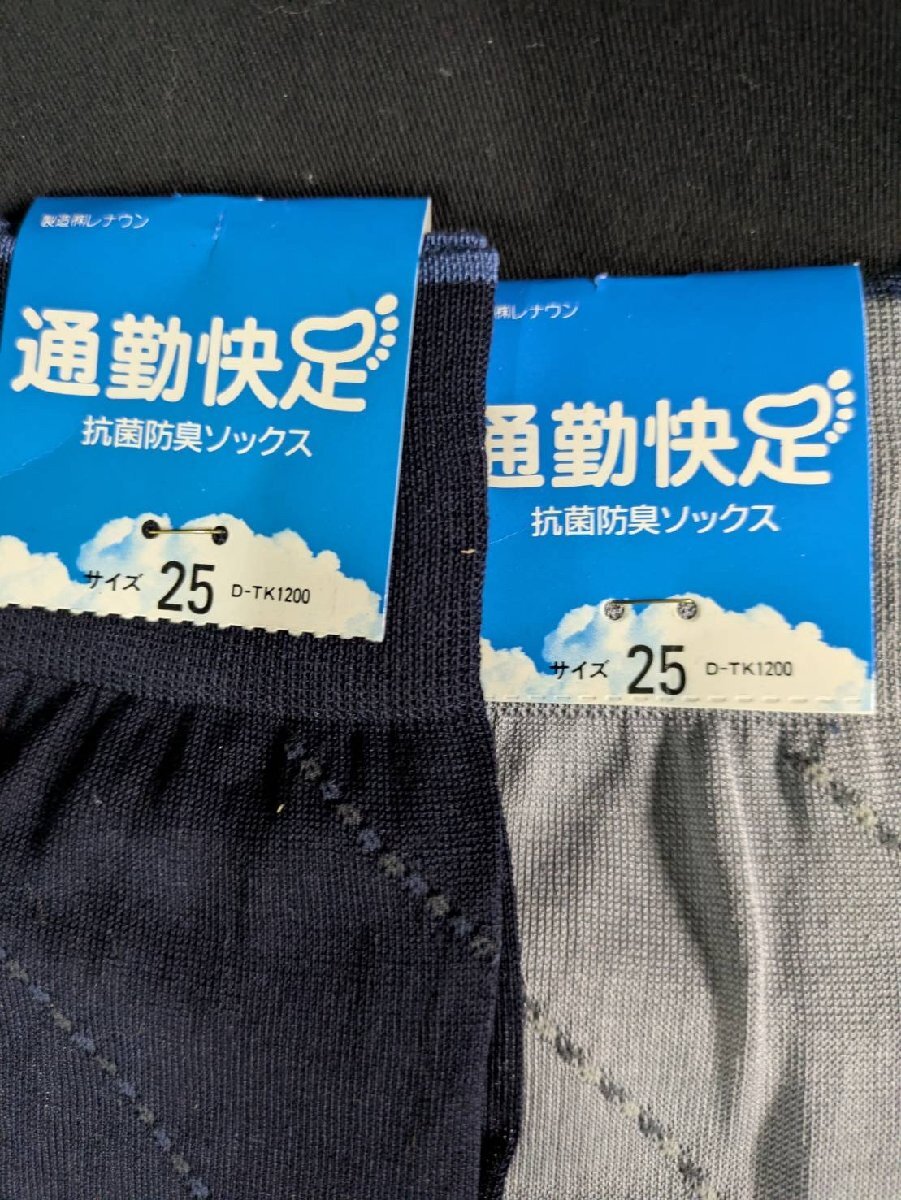 製造㈱レナウン
通勤快足
抗菌防臭ソックス
サイズ 25 D-TK1200
㈱レナウン
通勤快足
抗菌防臭ソックス
サイズ 25 D-TK1200